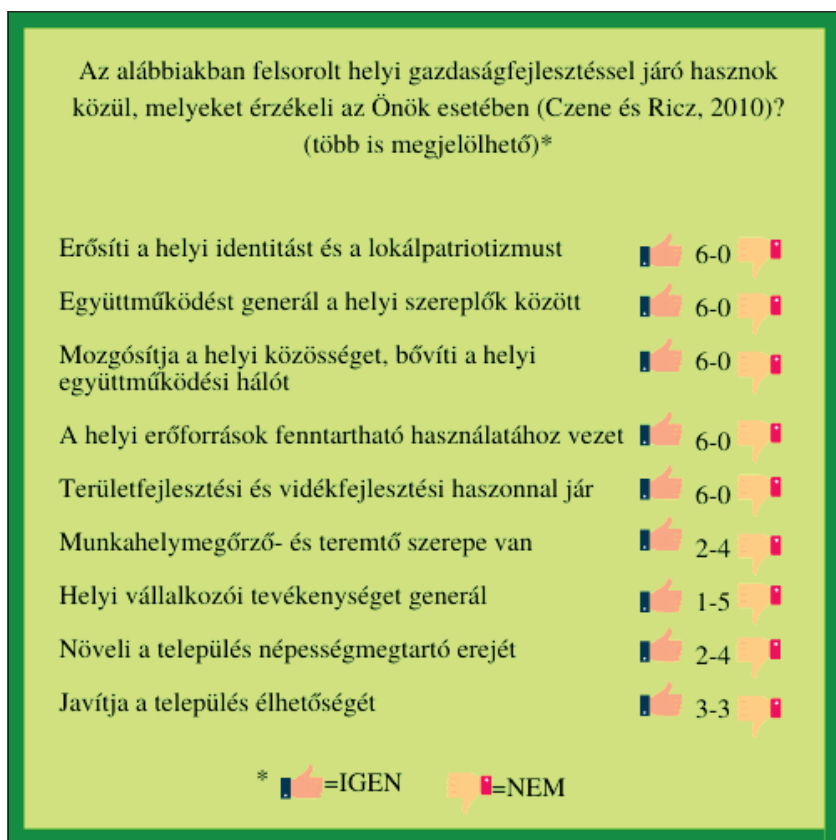 Az alábbiakban felsorolt helyi gazdaságfejlesztéssel járó hasznok
közül, melyeket érzékeli az Önök esetében (Czene és Ricz, 2010)?
(több is megjelölhető)*
Erősíti a helyi identitást és a lokálpatriotizmust 6-0
Együttműködést generál a helyi szereplők között 6-0
Mozgósítja a helyi közösséget, bővíti a helyi
együttműködési hálót 6-0
A helyi erőforrások fenntartható használatához vezet 6-0
Területfejlesztési és vidékfejlesztési haszonnal jár 6-0
Munkahelymegőrző- és teremtő szerepe van 2-4
Helyi vállalkozói tevékenységet generál 1-5
Növeli a település népességmegtartó erejét 2-4
Javítja a település élhetőségét 3-3
* =IGEN =NEM